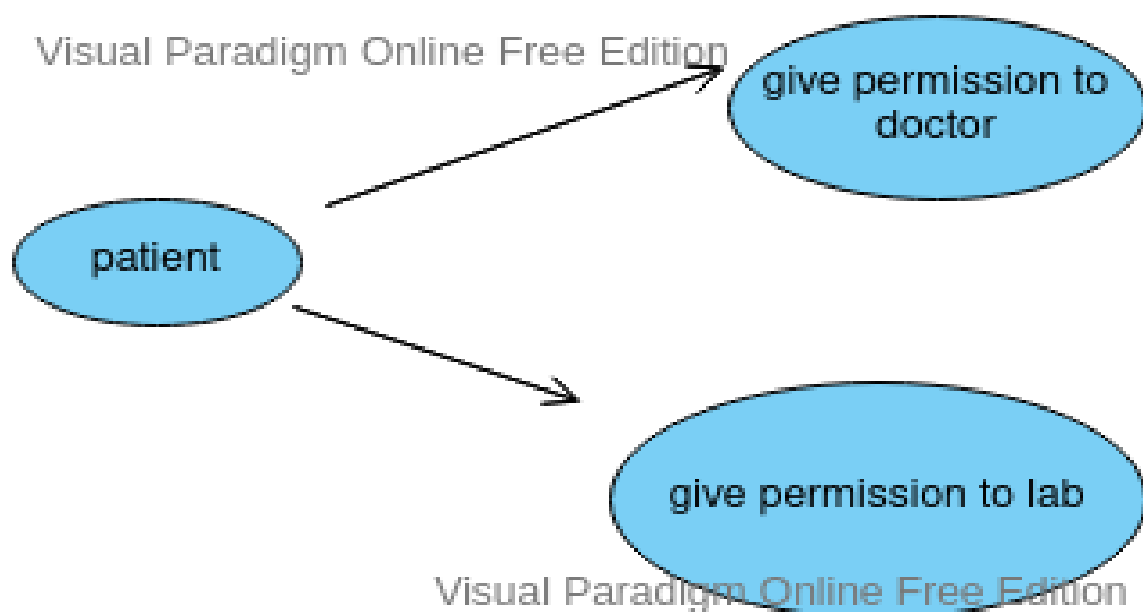 Visual Paradigm Online Free Edition
give permission to
doctor
patient
give permission to lab
Visual Paradigm Online Free Edition